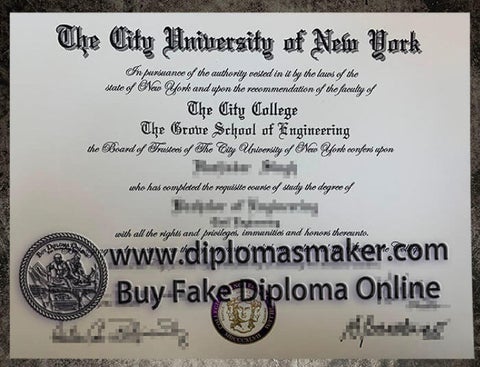 The City University of New York
In pursuance of the authority vested in it by the laws of the
state of New York and upon the recommendation of the faculty of
The City College
The Grove School of Engineering
the Board of Trustees of The City University of New York confers upon
who has completed the requisite course of study the degree of
Bachelor of Engineering
with all the rights and privileges, immunities and honors thereunto.
www.diplomasmaker.com
Buy Fake Diploma Online